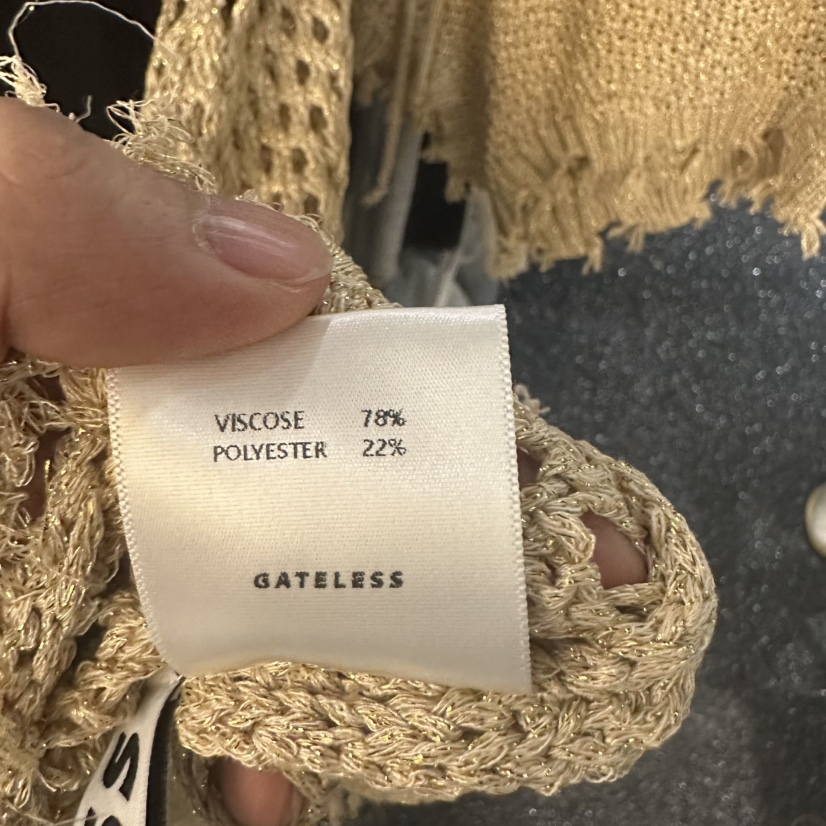 VISCOSE 78%
POLYESTER 22%
GATELESS